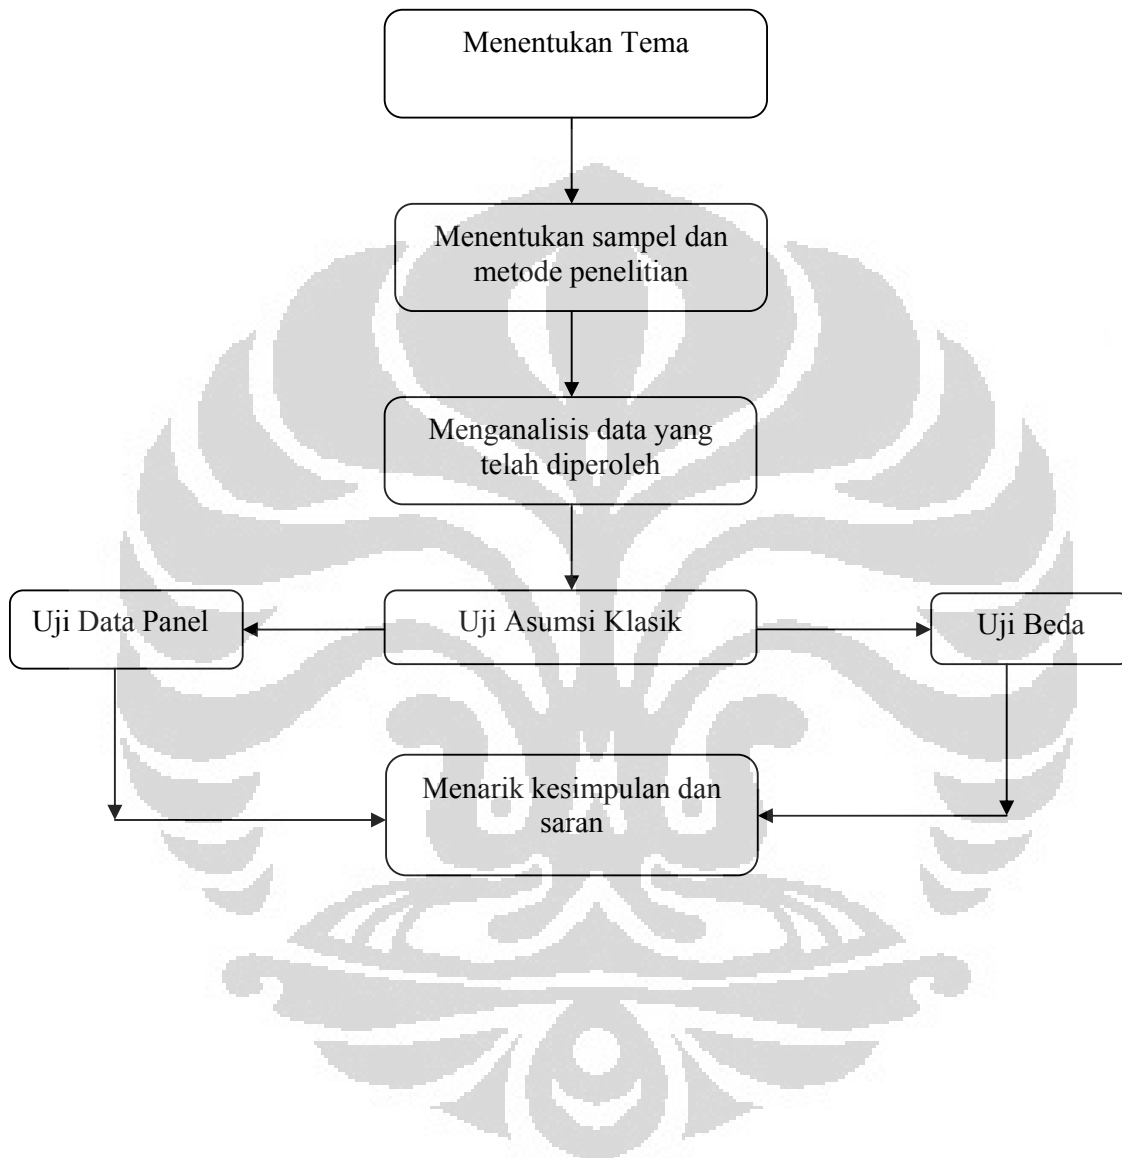 Menentukan Tema
Menentukan sampel dan
metode penelitian
Menganalisis data yang
telah diperoleh
Uji Data Panel
Uji Asumsi Klasik
Uji Beda
Menarik kesimpulan dan
saran